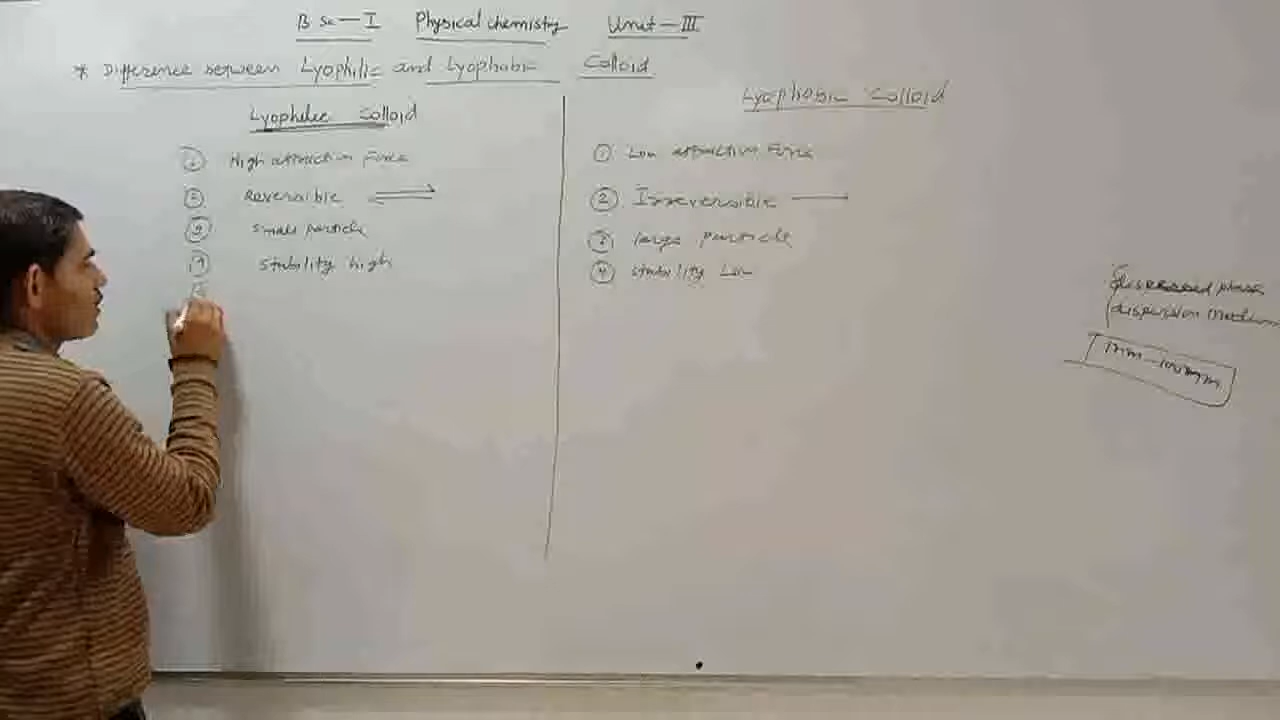 B Sc-I Physical chemistry Unit-III
* Difference between Lyophilic and Lyophobic Colloid
Lyophilic Colloid
① High attraction Force
② Reversible ⇌
③ small particle
④ stability high
Lyophobic Colloid
① Low attraction Force
② Irreversible →
③ large particle
④ stability Low
dispersed phase
dispersion medium
1nm-100